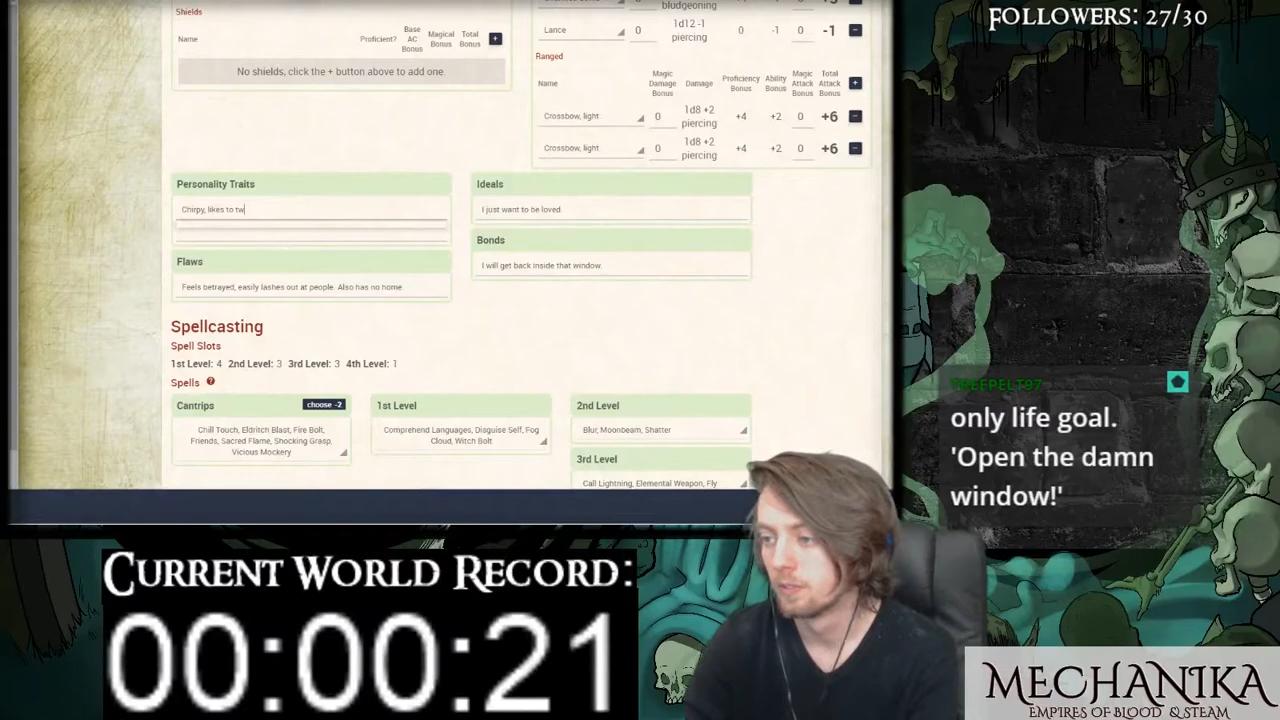 FOLLOWERS: 27/30
Shields
Name
Proficient?
Base AC Bonus
Magical Bonus
Total Bonus
+
No shields, click the + button above to add one.
bludgeoning
Lance
0
1d12 -1 piercing
0
-1
0
-1
Ranged
Name
Magic Damage Bonus
Damage
Proficiency Bonus
Ability Bonus
Magic Attack Bonus
Total Attack Bonus
+
Crossbow, light
0
1d8 +2 piercing
+4
+2
0
+6
Crossbow, light
0
1d8 +2 piercing
+4
+2
0
+6
Personality Traits
Chirpy, likes to tw
Flaws
Feels betrayed, easily lashes out at people. Also has no home.
Ideals
I just want to be loved.
Bonds
I will get back inside that window.
Spellcasting
Spell Slots
1st Level: 4 2nd Level: 3 3rd Level: 3 4th Level: 1
Spells
Cantrips
choose -2
Chill Touch, Eldritch Blast, Fire Bolt,
Friends, Sacred Flame, Shocking Grasp,
Vicious Mockery
1st Level
Comprehend Languages, Disguise Self, Fog
Cloud, Witch Bolt
2nd Level
Blur, Moonbeam, Shatter
3rd Level
Call Lightning, Elemental Weapon, Fly
TREEPELT97
only life goal.
'Open the damn
window!'
CURRENT WORLD RECORD:
00:00:21
MECHANIKA
EMPIRES OF BLOOD & STEAM